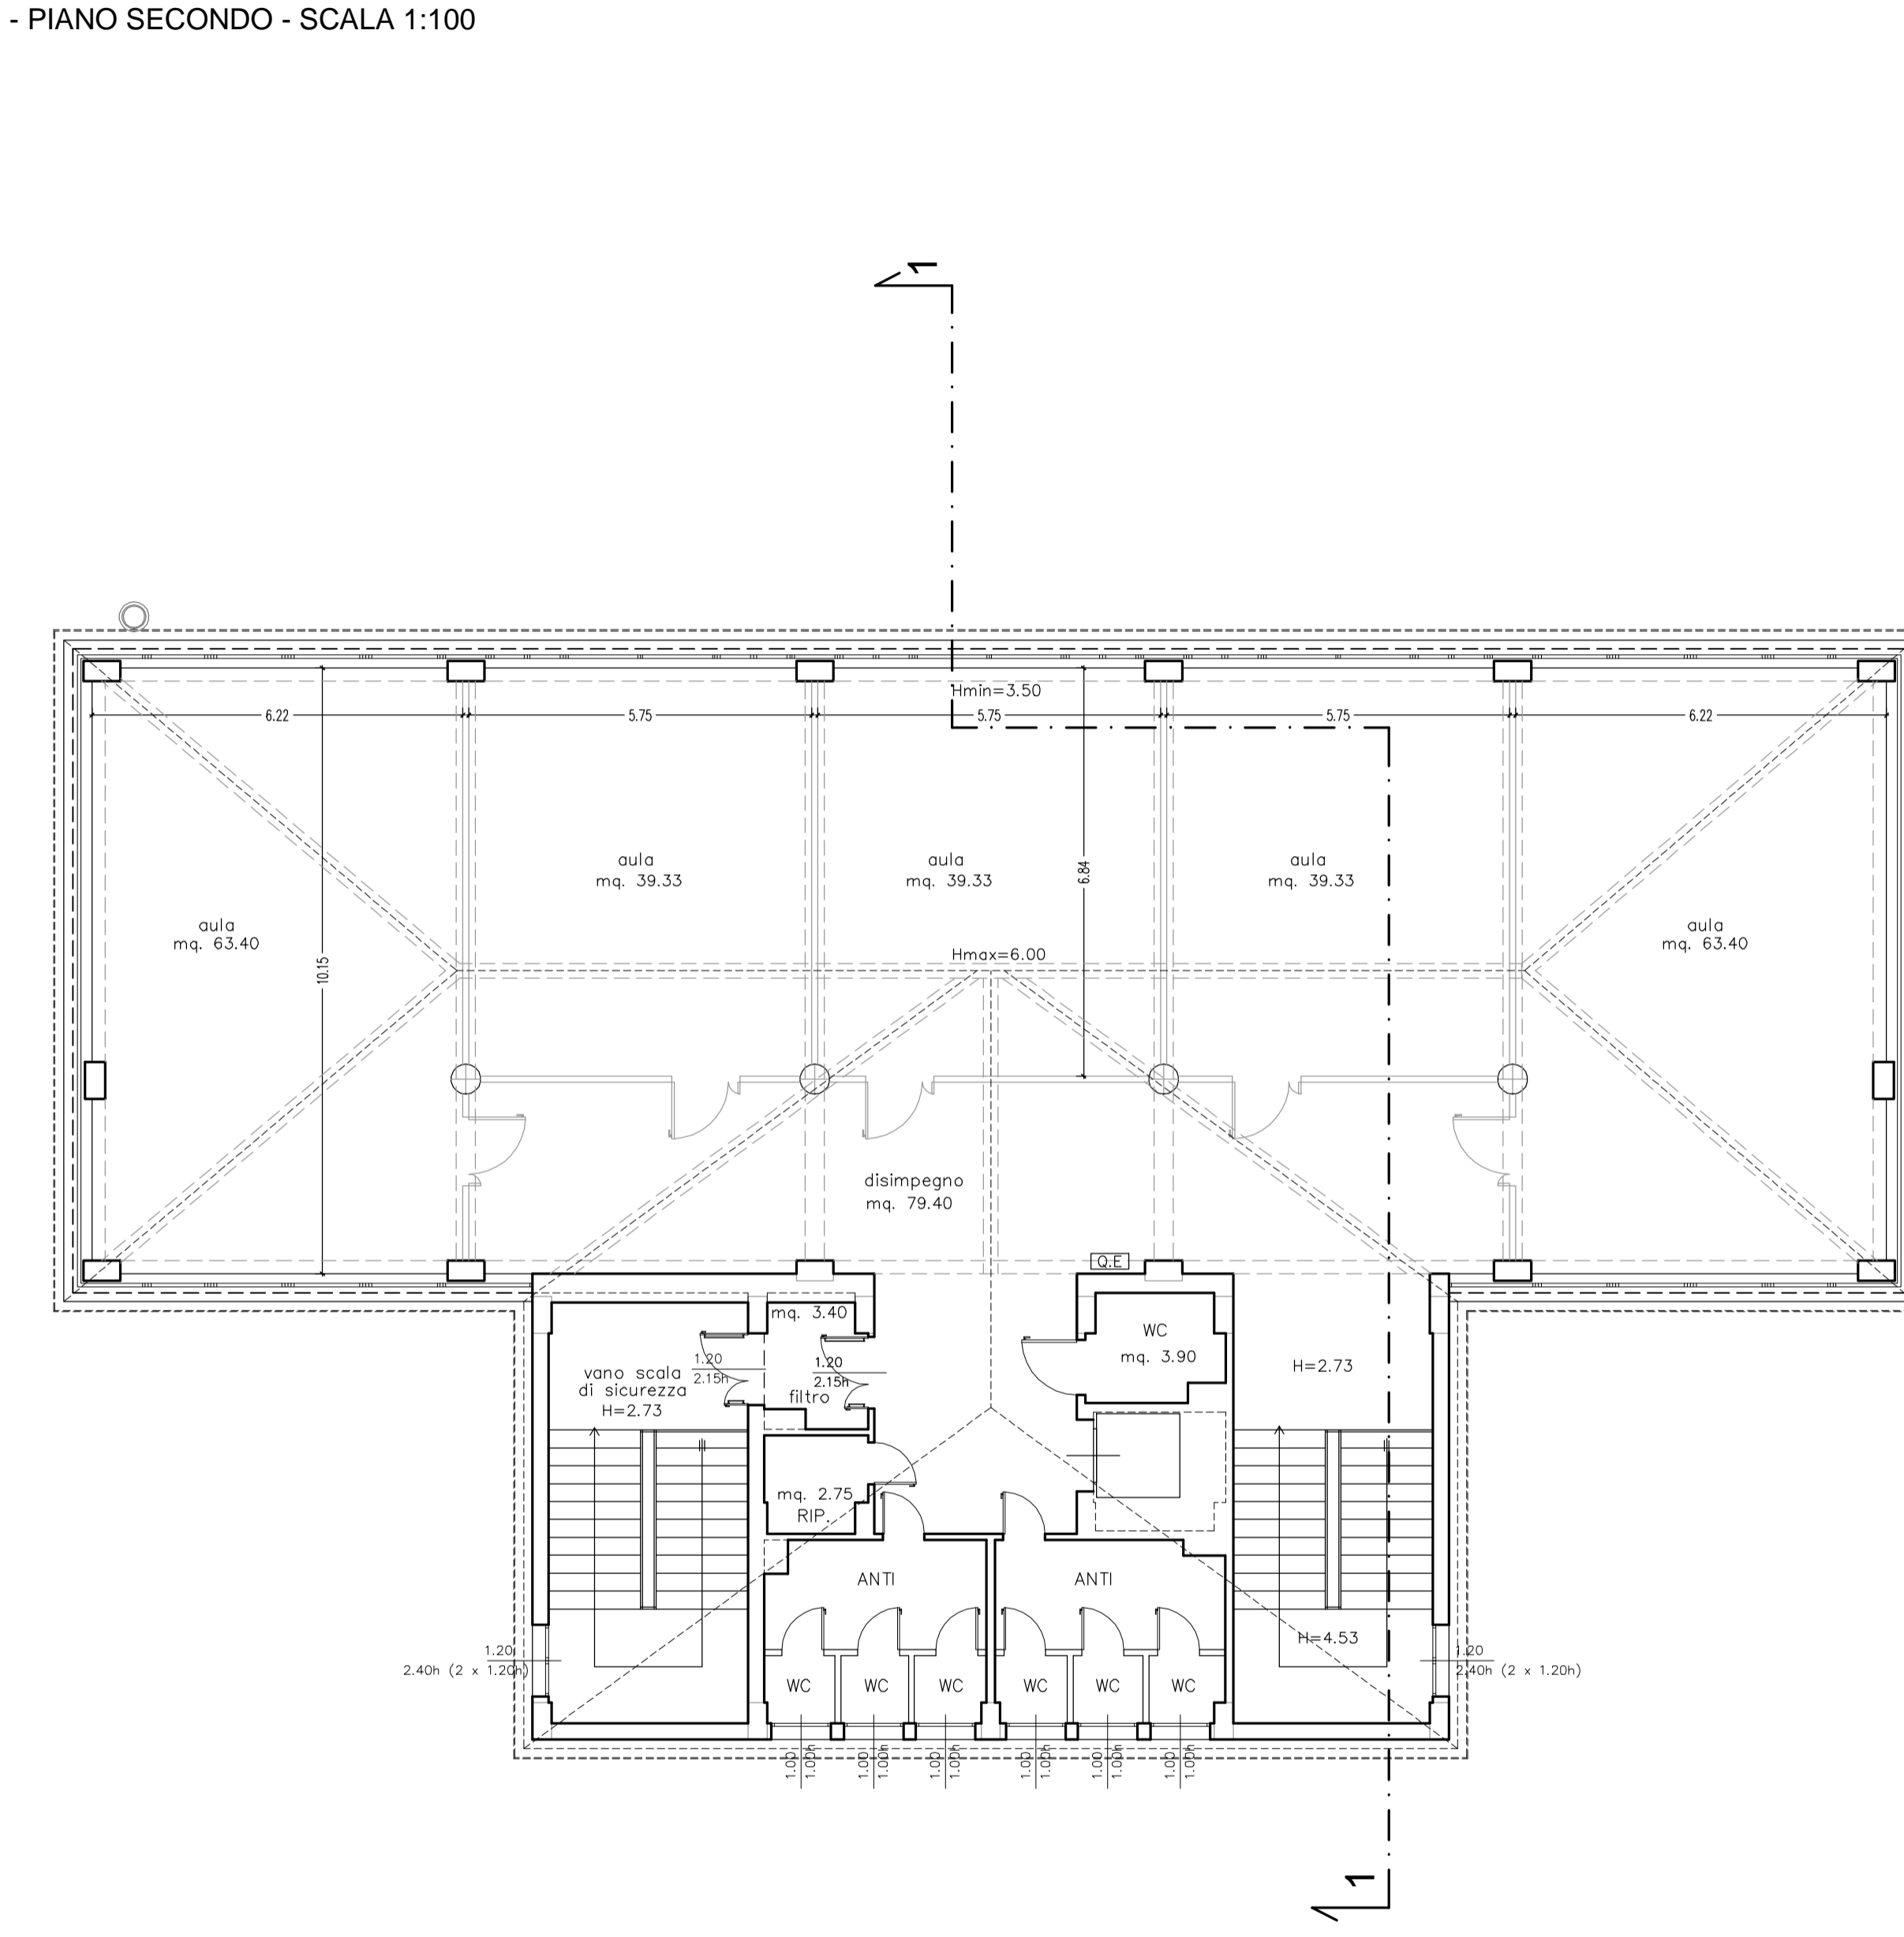 - PIANO SECONDO - SCALA 1:100
1
Hmin=3.50
6.22
5.75
5.75
5.75
6.22
aula
mq. 39.33
aula
mq. 39.33
aula
mq. 39.33
6.84
aula
mq. 63.40
aula
mq. 63.40
10.15
Hmax=6.00
disimpegno
mq. 79.40
Q.E
mq. 3.40
WC
mq. 3.90
1.20
2.15h
1.20
2.15h
filtro
vano scala
di sicurezza
H=2.73
H=2.73
mq. 2.75
RIP.
ANTI
ANTI
H=4.53
1.20
2.40h (2 x 1.20h)
1.20
2.40h (2 x 1.20h)
WC
WC
WC
WC
WC
WC
1.00
1.00h
1.00
1.00h
1.00
1.00h
1.00
1.00h
1.00
1.00h
1.00
1.00h
1